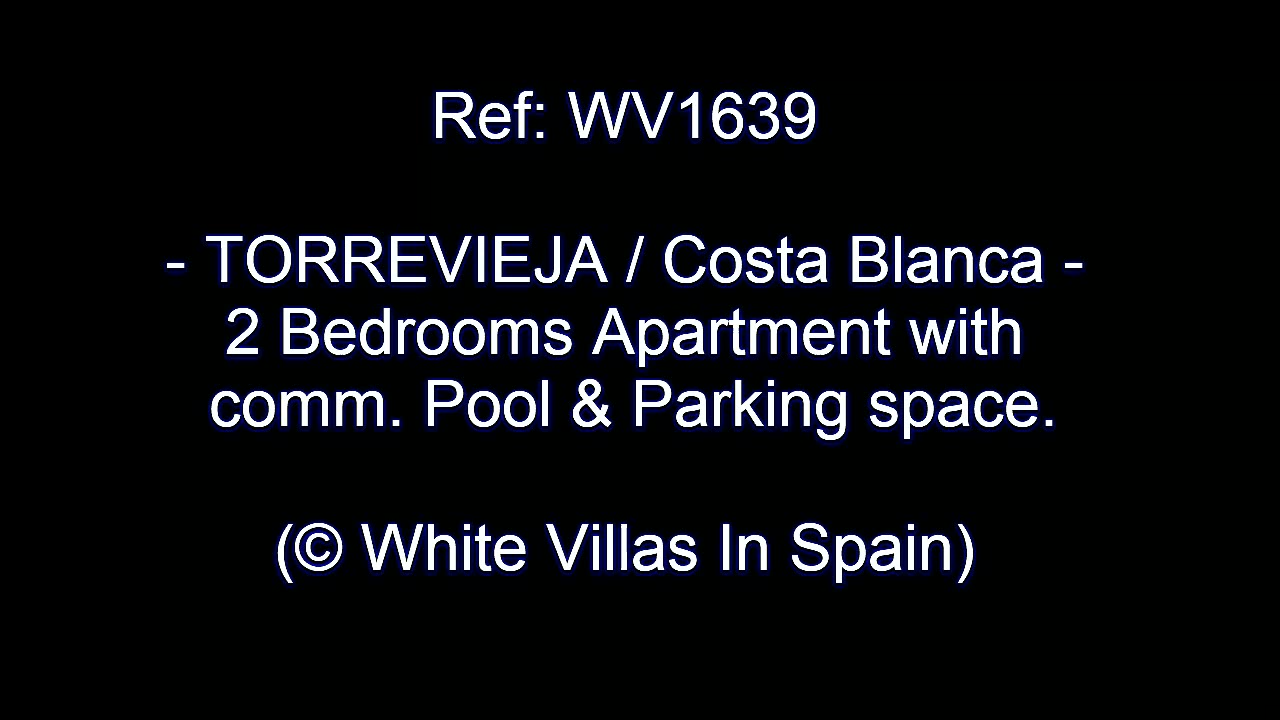 Ref: WV1639
- TORREVIEJA / Costa Blanca -
2 Bedrooms Apartment with
comm. Pool & Parking space.
(© White Villas In Spain)